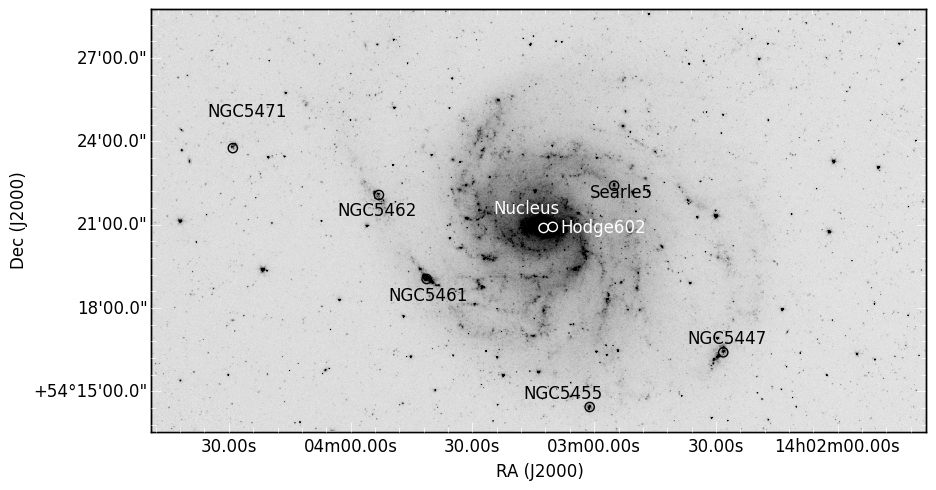 27'00.0"
NGC5471
24'00.0"
Searle5
NGC5462
Nucleus
21'00.0"
Hodge602
Dec (J2000)
NGC5461
18'00.0"
NGC5447
+54°15'00.0"
NGC5455
30.00s 04m00.00s 30.00s 03m00.00s 30.00s 14h02m00.00s
RA (J2000)